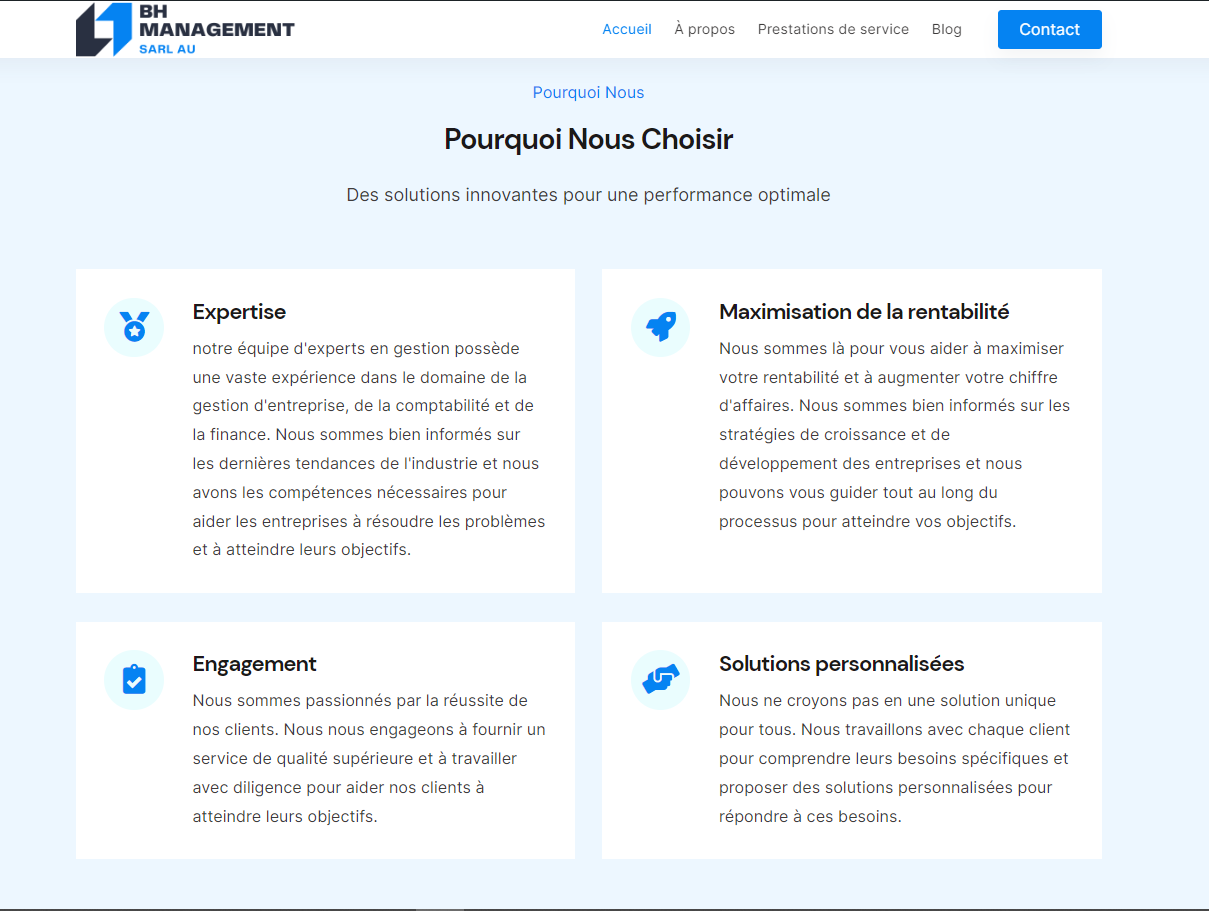 BH
MANAGEMENT
SARL AU
Accueil
À propos
Prestations de service
Blog
Contact
Pourquoi Nous
Pourquoi Nous Choisir
Des solutions innovantes pour une performance optimale
Expertise
notre équipe d'experts en gestion possède
une vaste expérience dans le domaine de la
gestion d'entreprise, de la comptabilité et de
la finance. Nous sommes bien informés sur
les dernières tendances de l'industrie et nous
avons les compétences nécessaires pour
aider les entreprises à résoudre les problèmes
et à atteindre leurs objectifs.
Maximisation de la rentabilité
Nous sommes là pour vous aider à maximiser
votre rentabilité et à augmenter votre chiffre
d'affaires. Nous sommes bien informés sur les
stratégies de croissance et de
développement des entreprises et nous
pouvons vous guider tout au long du
processus pour atteindre vos objectifs.
Engagement
Nous sommes passionnés par la réussite de
nos clients. Nous nous engageons à fournir un
service de qualité supérieure et à travailler
avec diligence pour aider nos clients à
atteindre leurs objectifs.
Solutions personnalisées
Nous ne croyons pas en une solution unique
pour tous. Nous travaillons avec chaque client
pour comprendre leurs besoins spécifiques et
proposer des solutions personnalisées pour
répondre à ces besoins.